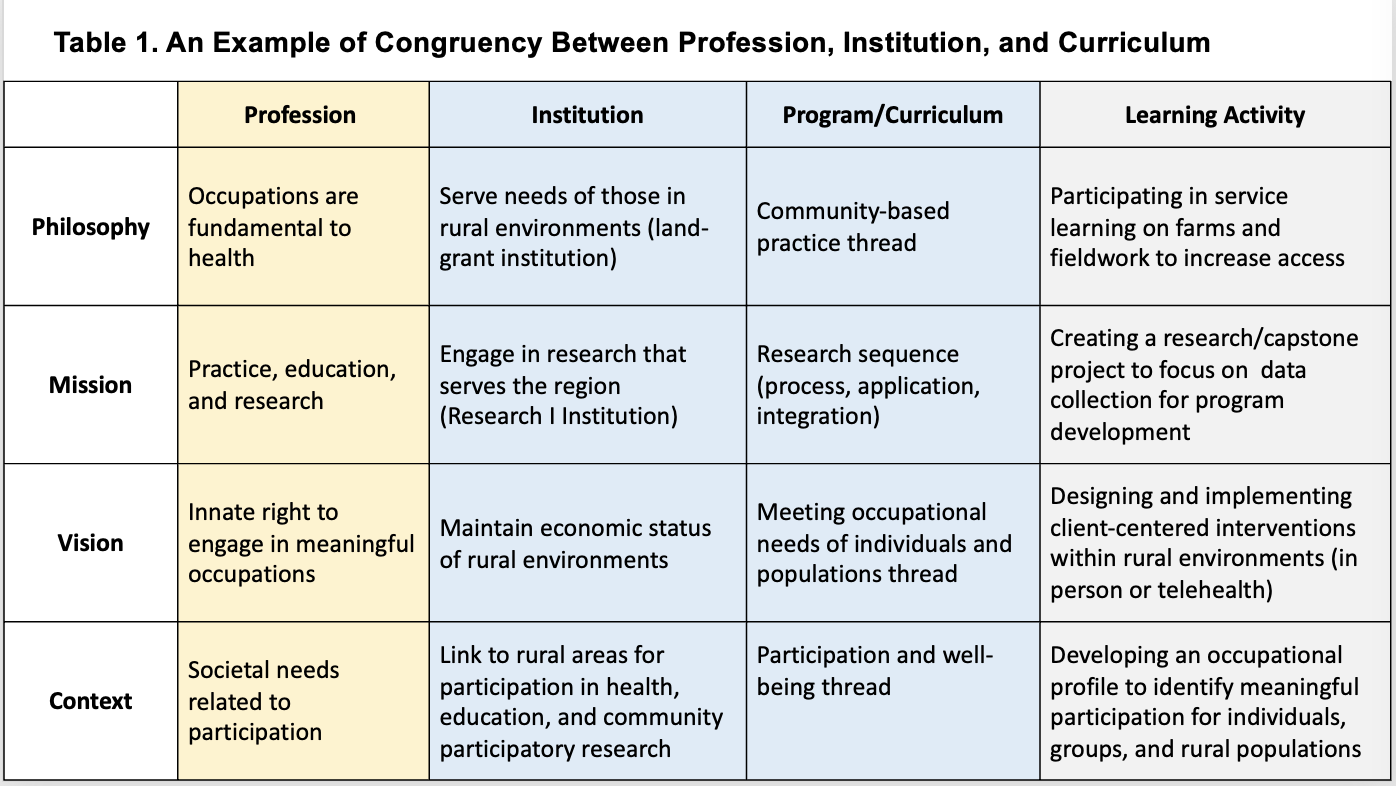 Table 1. An Example of Congruency Between Profession, Institution, and Curriculum
Profession
Institution
Program/Curriculum
Learning Activity
Philosophy
Occupations are
fundamental to
health
Serve needs of those in
rural environments (land-
grant institution)
Community-based
practice thread
Participating in service
learning on farms and
fieldwork to increase access
Mission
Practice, education,
and research
Engage in research that
serves the region
(Research I Institution)
Research sequence
(process, application,
integration)
Creating a research/capstone
project to focus on  data
collection for program
development
Vision
Innate right to
engage in meaningful
occupations
Maintain economic status
of rural environments
Meeting occupational
needs of individuals and
populations thread
Designing and implementing
client-centered interventions
within rural environments (in
person or telehealth)
Context
Societal needs
related to
participation
Link to rural areas for
participation in health,
education, and community
participatory research
Participation and well-
being thread
Developing an occupational
profile to identify meaningful
participation for individuals,
groups, and rural populations